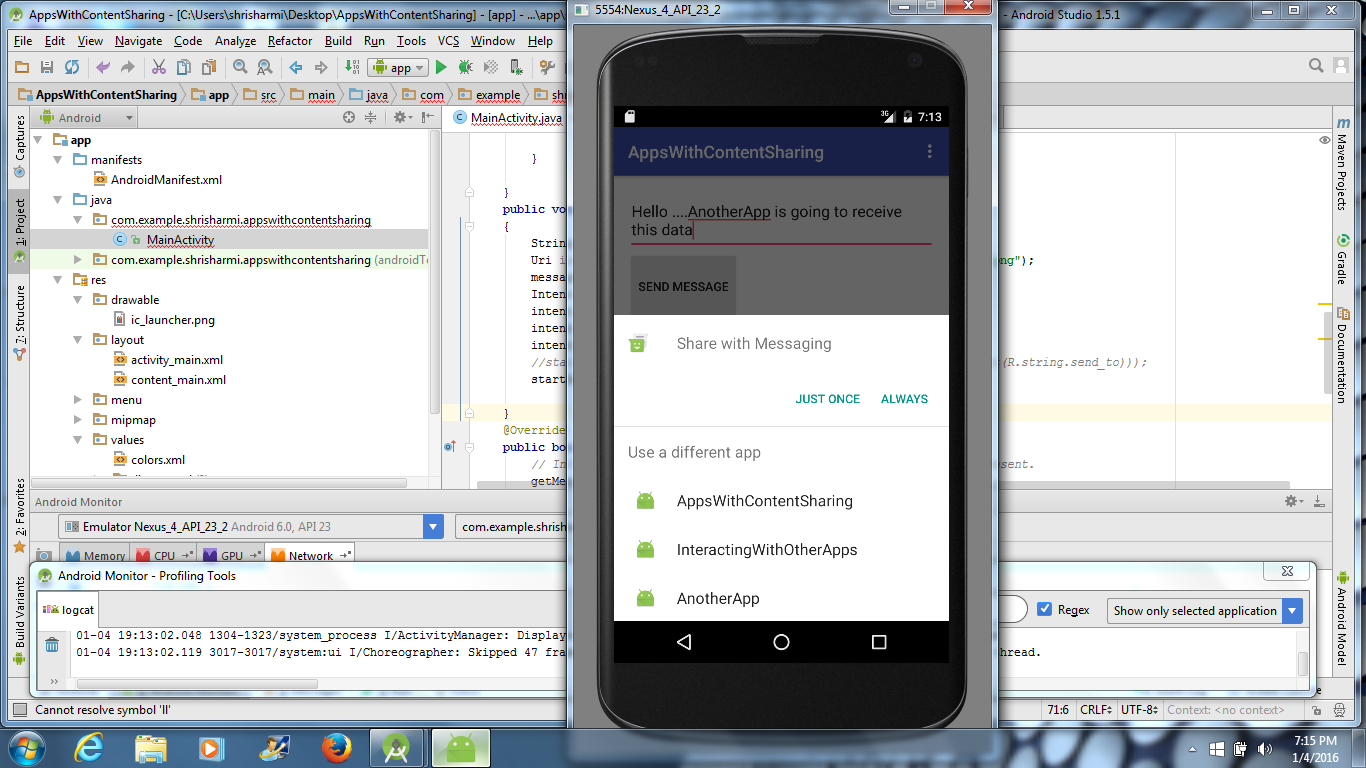 AppsWithContentSharing - [C:\Users\shrisharmi\Desktop\AppsWithContentSharing] - [app] - ...\app\
5554:Nexus_4_API_23_2
- Android Studio 1.5.1
File Edit View Navigate Code Analyze Refactor Build Run Tools VCS Window Help
app
AppsWithContentSharing app src main java com example
Android
MainActivity.java
Captures
1: Project
7: Structure
2: Favorites
Build Variants
app
manifests
AndroidManifest.xml
java
com.example.shrisharmi.appswithcontentsharing
MainActivity
com.example.shrisharmi.appswithcontentsharing (androidTe
res
drawable
ic_launcher.png
layout
activity_main.xml
content_main.xml
menu
mipmap
values
colors.xml
}
}
public vo
{
String
Uri i
messa
Inten
inten
inten
inten
//sta
start
}
@Override
public bo
// In
getMe
ng");
(R.string.send_to)));
sent.
3G 7:13
AppsWithContentSharing
Hello ....AnotherApp is going to receive
this data
SEND MESSAGE
Share with Messaging
JUST ONCE ALWAYS
Use a different app
AppsWithContentSharing
InteractingWithOtherApps
AnotherApp
m Maven Projects
Gradle
Documentation
Android Model
Android Monitor
Emulator Nexus_4_API_23_2 Android 6.0, API 23
com.example.shrish
Memory CPU GPU Network
Android Monitor - Profiling Tools
logcat
Regex
Show only selected application
01-04 19:13:02.048 1304-1323/system_process I/ActivityManager: Display
01-04 19:13:02.119 3017-3017/system:ui I/Choreographer: Skipped 47 fra
hread.
Cannot resolve symbol 'II'
71:6 CRLF UTF-8 Context: <no context>
7:15 PM
1/4/2016